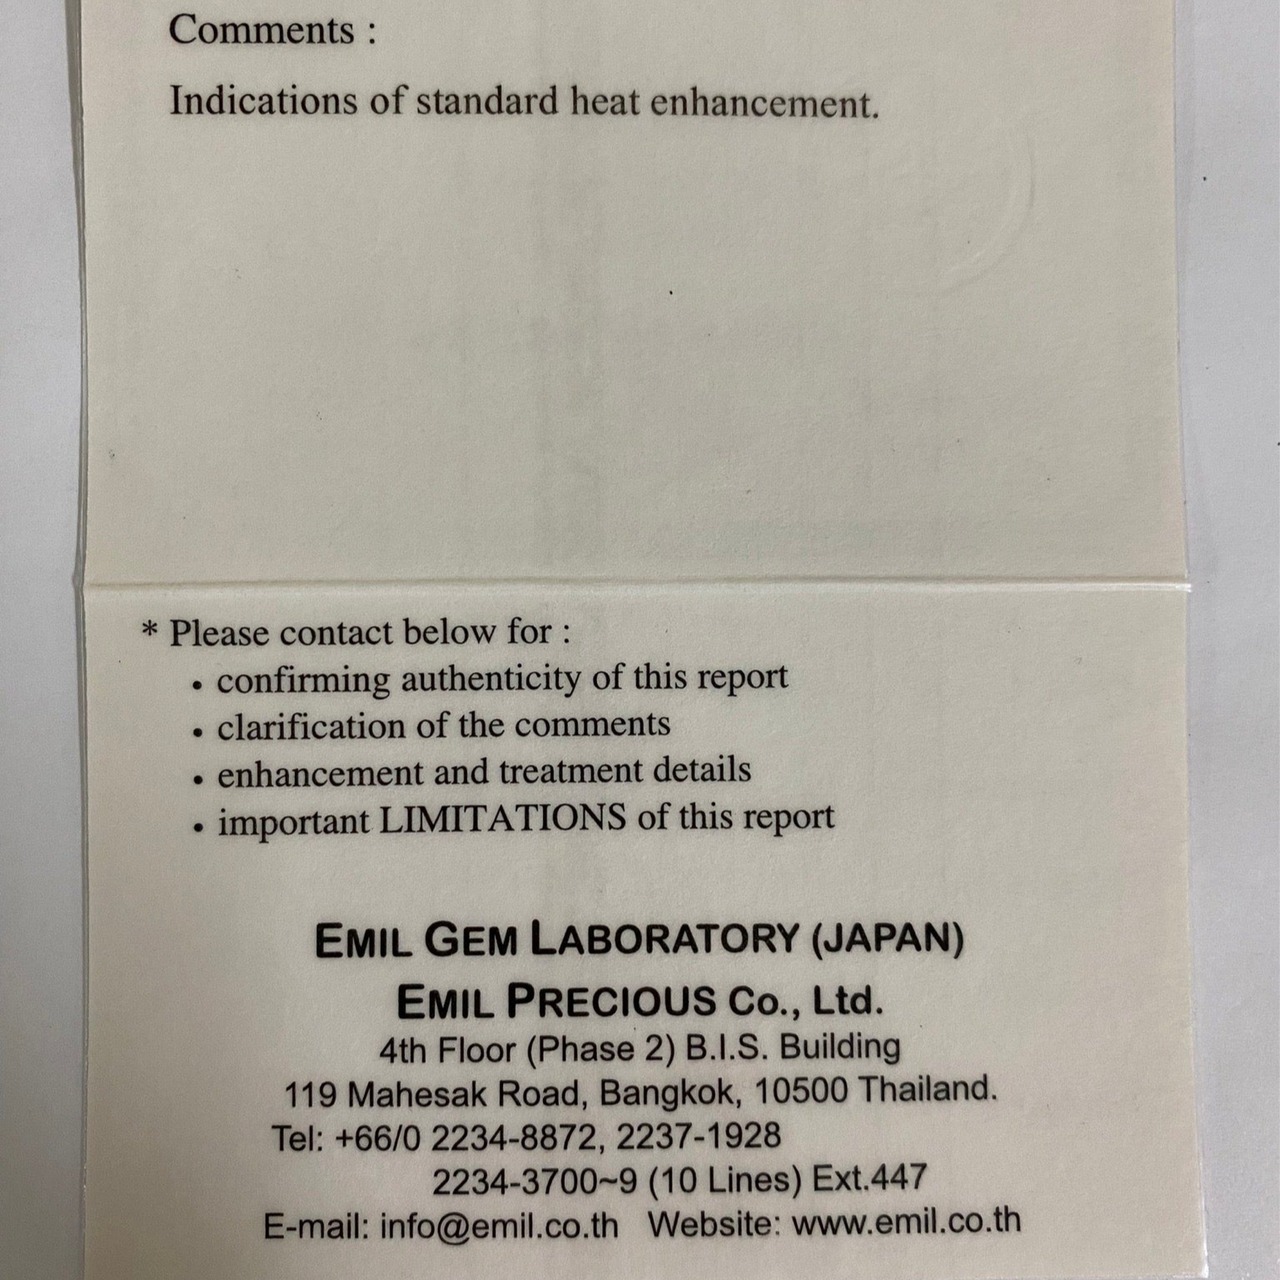 Comments :
Indications of standard heat enhancement.
* Please contact below for :
• confirming authenticity of this report
• clarification of the comments
• enhancement and treatment details
• important LIMITATIONS of this report
EMIL GEM LABORATORY (JAPAN)
EMIL PRECIOUS Co., Ltd.
4th Floor (Phase 2) B.I.S. Building
119 Mahesak Road, Bangkok, 10500 Thailand.
Tel: +66/0 2234-8872, 2237-1928
2234-3700~9 (10 Lines) Ext.447
E-mail: info@emil.co.th Website: www.emil.co.th